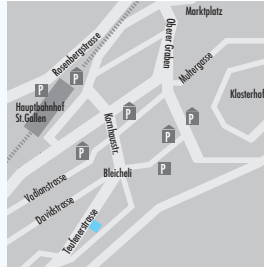 Marktplatz
Rosenbergstrasse
Oberer Graben
Multergasse
P
P
Klosterhof
Hauptbahnhof
St.Gallen
P
P
Kornhausstr.
P
P
Bleicheli
Vadianstrasse
Davidstrasse
Teufenerstrasse